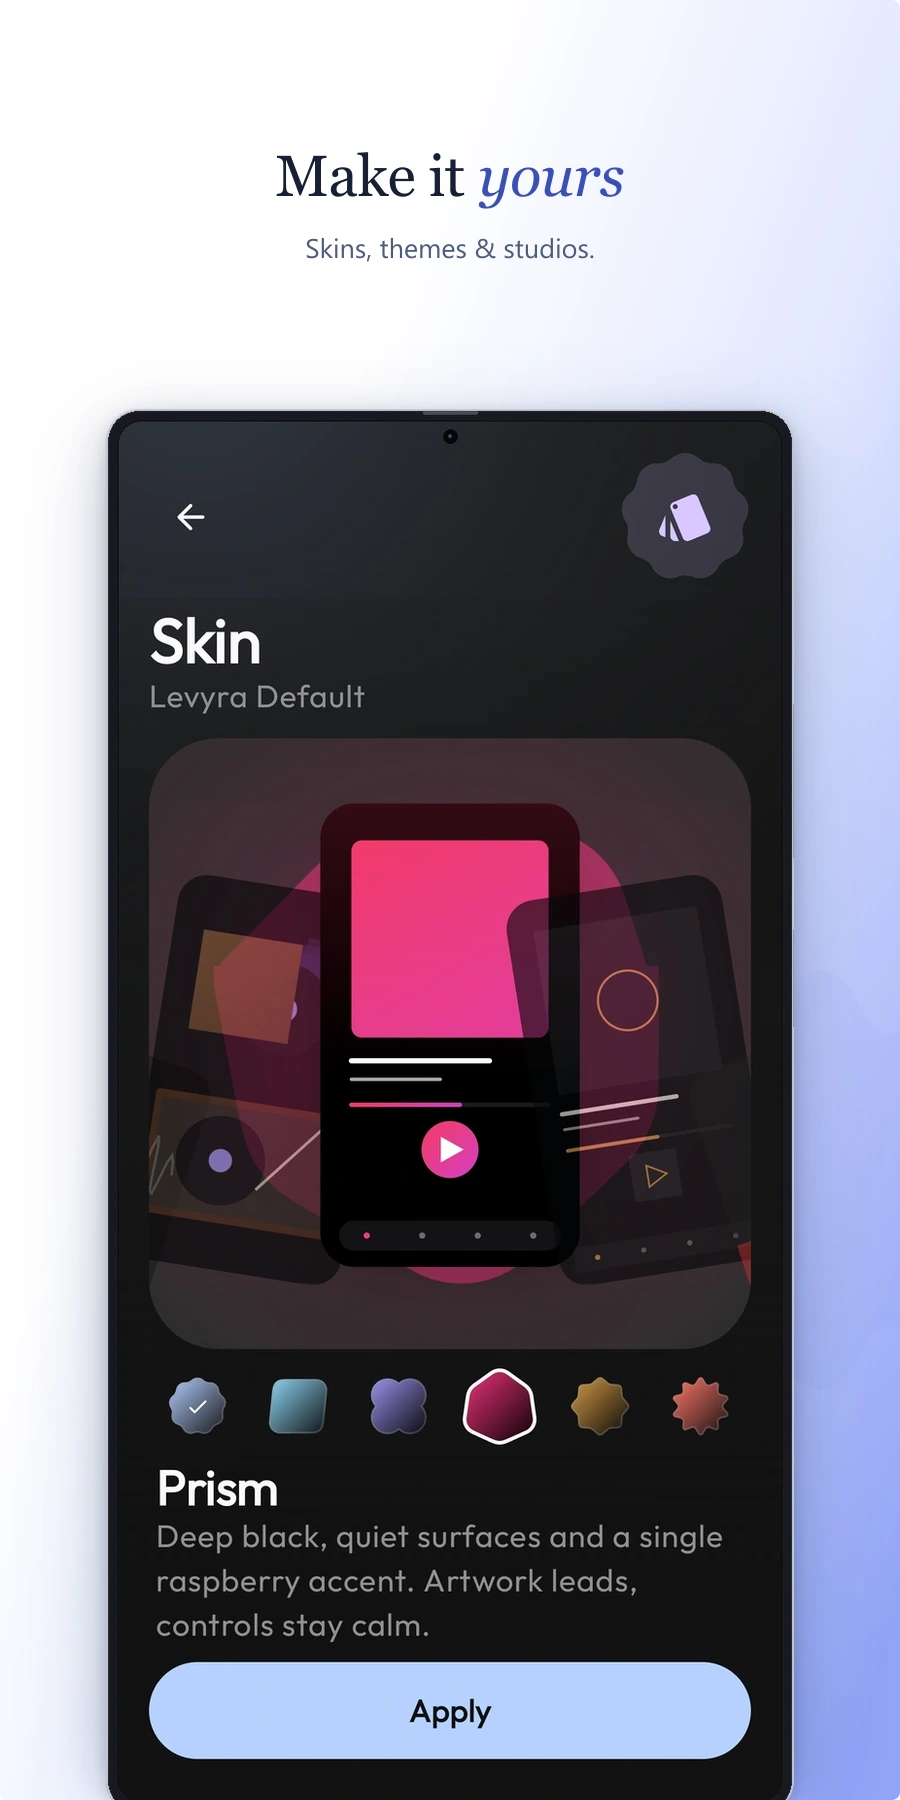 Make it yours
Skins, themes & studios.
Skin
Levyra Default
Prism
Deep black, quiet surfaces and a single
raspberry accent. Artwork leads,
controls stay calm.
Apply